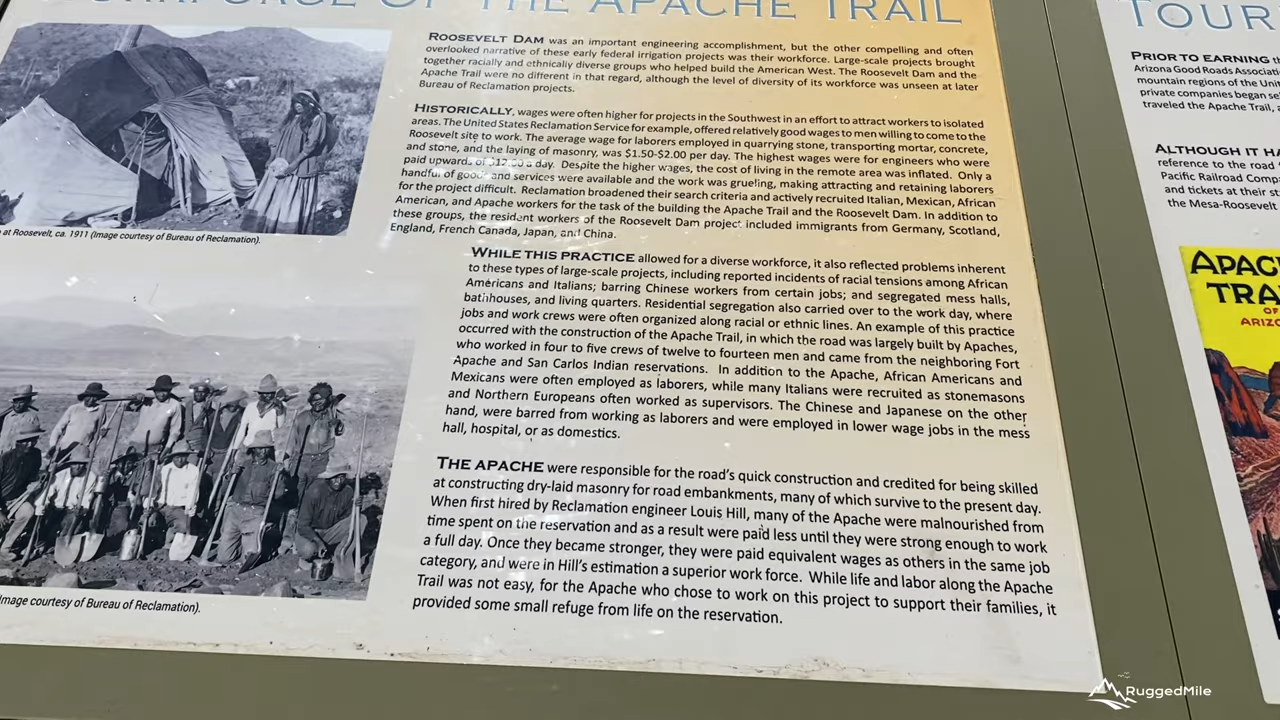 OF THE APACHE TRAIL
ROOSEVELT DAM was an important engineering accomplishment, but the other compelling and often
overlooked narrative of these early federal irrigation projects was their workforce. Large-scale projects brought
together racially and ethnically diverse groups who helped build the American West. The Roosevelt Dam and the
Apache Trail were no different in that regard, although the level of diversity of its workforce was unseen at later
Bureau of Reclamation projects.
HISTORICALLY, wages were often higher for projects in the Southwest in an effort to attract workers to isolated
areas. The United States Reclamation Service for example, offered relatively good wages to men willing to come to the
Roosevelt site to work. The average wage for laborers employed in quarrying stone, transporting mortar, concrete,
and stone, and the laying of masonry, was $1.50-$2.00 per day. The highest wages were for engineers who were
paid upwards of $12.00 a day. Despite the higher wages, the cost of living in the remote area was inflated. Only a
handful of goods and services were available and the work was grueling, making attracting and retaining laborers
for the project difficult. Reclamation broadened their search criteria and actively recruited Italian, Mexican, African
American, and Apache workers for the task of the building the Apache Trail and the Roosevelt Dam. In addition to
these groups, the resident workers of the Roosevelt Dam project included immigrants from Germany, Scotland,
England, French Canada, Japan, and China.
at Roosevelt, ca. 1911 (Image courtesy of Bureau of Reclamation).
WHILE THIS PRACTICE allowed for a diverse workforce, it also reflected problems inherent
to these types of large-scale projects, including reported incidents of racial tensions among African
Americans and Italians; barring Chinese workers from certain jobs; and segregated mess halls,
bathhouses, and living quarters. Residential segregation also carried over to the work day, where
jobs and work crews were often organized along racial or ethnic lines. An example of this practice
occurred with the construction of the Apache Trail, in which the road was largely built by Apaches,
who worked in four to five crews of twelve to fourteen men and came from the neighboring Fort
Apache and San Carlos Indian reservations. In addition to the Apache, African Americans and
Mexicans were often employed as laborers, while many Italians were recruited as stonemasons
and Northern Europeans often worked as supervisors. The Chinese and Japanese on the other
hand, were barred from working as laborers and were employed in lower wage jobs in the mess
hall, hospital, or as domestics.
THE APACHE were responsible for the road's quick construction and credited for being skilled
at constructing dry-laid masonry for road embankments, many of which survive to the present day.
When first hired by Reclamation engineer Louis Hill, many of the Apache were malnourished from
time spent on the reservation and as a result were paid less until they were strong enough to work
a full day. Once they became stronger, they were paid equivalent wages as others in the same job
category, and were in Hill's estimation a superior work force. While life and labor along the Apache
Trail was not easy, for the Apache who chose to work on this project to support their families, it
provided some small refuge from life on the reservation.
Image courtesy of Bureau of Reclamation).
TOUR
PRIOR TO EARNING
Arizona Good Roads Associati
mountain regions of the Unit
private companies began se
traveled the Apache Trail,
ALTHOUGH IT HA
reference to the road
Pacific Railroad Comp
and tickets at their st
the Mesa-Roosevelt
APAC
TRA
OF
ARIZO
RuggedMile